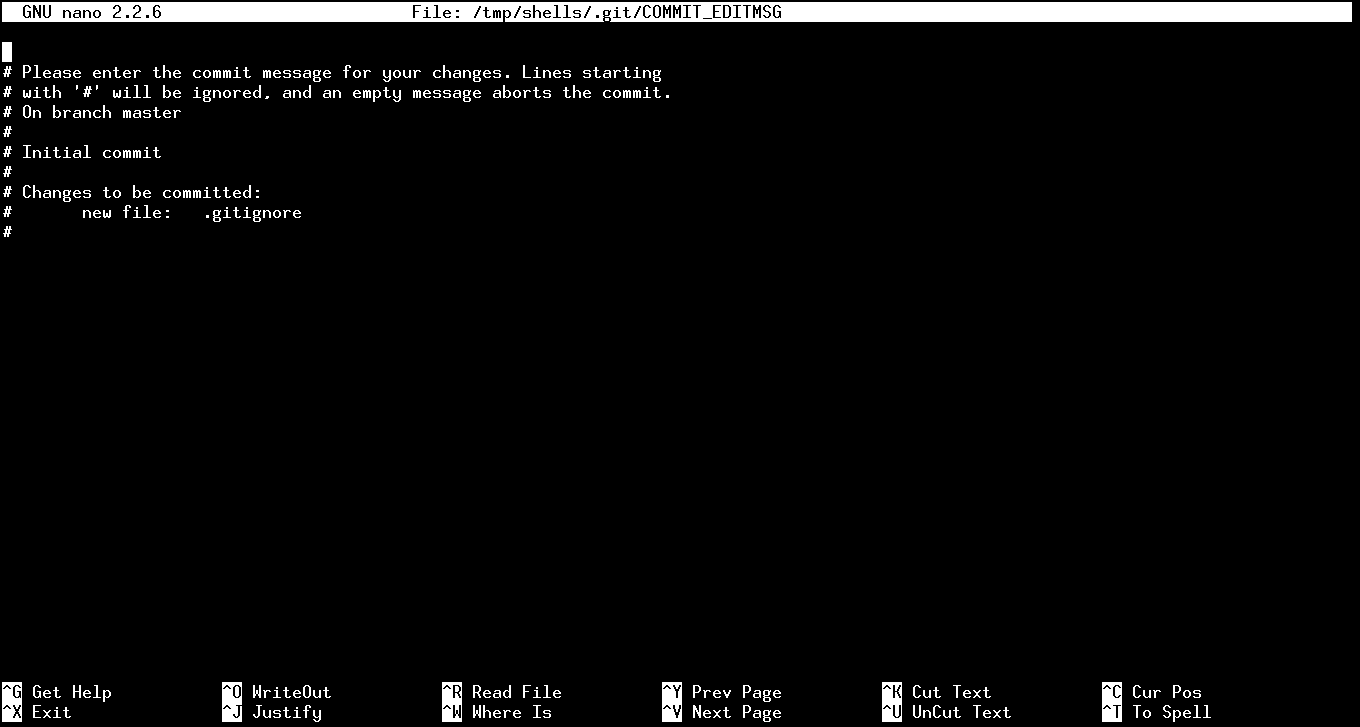 GNU nano 2.2.6 File: /tmp/shells/.git/COMMIT_EDITMSG
# Please enter the commit message for your changes. Lines starting
# with '#' will be ignored, and an empty message aborts the commit.
# On branch master
#
# Initial commit
#
# Changes to be committed:
#       new file:   .gitignore
#
^G Get Help ^O WriteOut ^R Read File ^Y Prev Page ^K Cut Text ^C Cur Pos
^X Exit ^J Justify ^W Where Is ^V Next Page ^U UnCut Text ^T To Spell